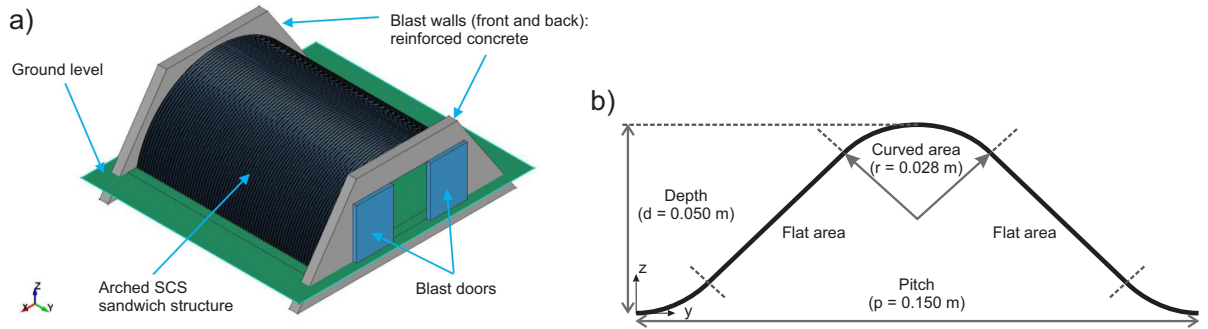 a)
Blast walls (front and back):
reinforced concrete
Ground level
Arched SCS
sandwich structure
Blast doors
Z
X
Y
b)
Curved area
(r = 0.028 m)
Depth
(d = 0.050 m)
Flat area
Flat area
z
Pitch
(p = 0.150 m)
y